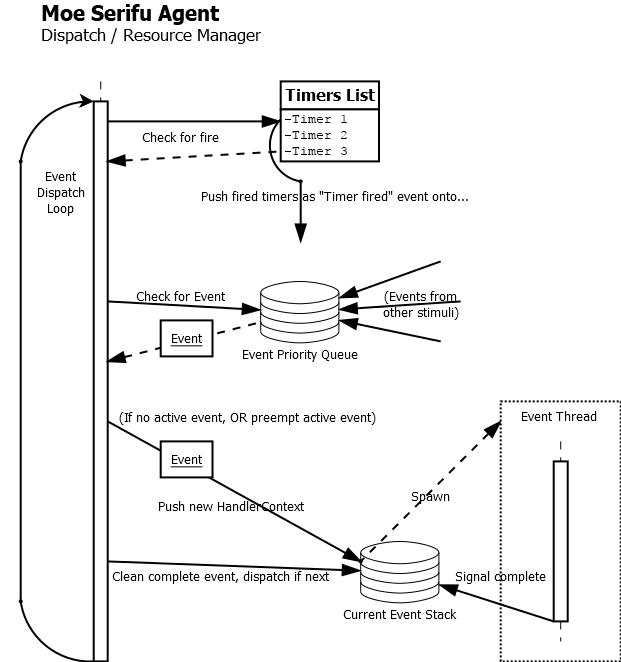 Moe Serifu Agent
Dispatch / Resource Manager
Timers List
-Timer 1
-Timer 2
-Timer 3
Check for fire
Event
Dispatch
Loop
Push fired timers as "Timer fired" event onto...
Check for Event
(Events from
other stimuli)
Event
Event Priority Queue
(If no active event, OR preempt active event)
Event Thread
Event
Spawn
Push new HandlerContext
Clean complete event, dispatch if next
Signal complete
Current Event Stack